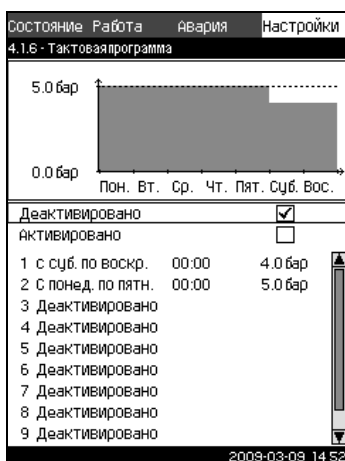 Состояние Работа Авария Настройки
4.1.6 - Тактовая программа
5.0 бар
0.0 бар
Пон. Вт. Ср. Чт. Пят. Суб. Вос.
Деактивировано
Активировано
1 С суб. по воскр. 00:00 4.0 бар
2 С понед. по пятн. 00:00 5.0 бар
3 Деактивировано
4 Деактивировано
5 Деактивировано
6 Деактивировано
7 Деактивировано
8 Деактивировано
9 Деактивировано
2009-03-09 14:52